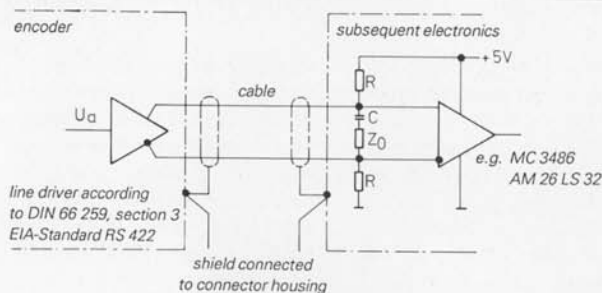 encoder
subsequent electronics
+5V
R
cable
Ua
C
Z0
e.g. MC 3486
AM 26 LS 32
R
line driver according
to DIN 66 259, section 3
EIA-Standard RS 422
shield connected
to connector housing